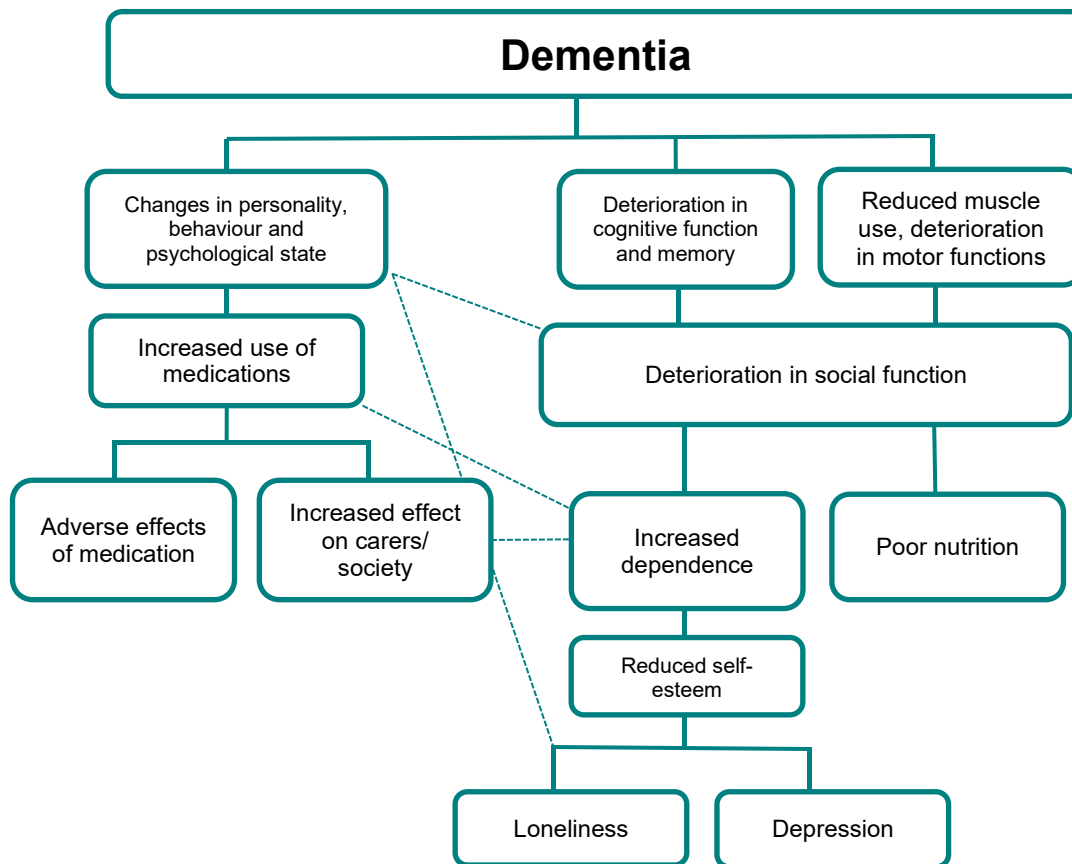 Dementia
Changes in personality,
behaviour and
psychological state
Deterioration in
cognitive function
and memory
Reduced muscle
use, deterioration
in motor functions
Increased use of
medications
Deterioration in social function
Adverse effects
of medication
Increased effect
on carers/
society
Increased
dependence
Poor nutrition
Reduced self-
esteem
Loneliness
Depression